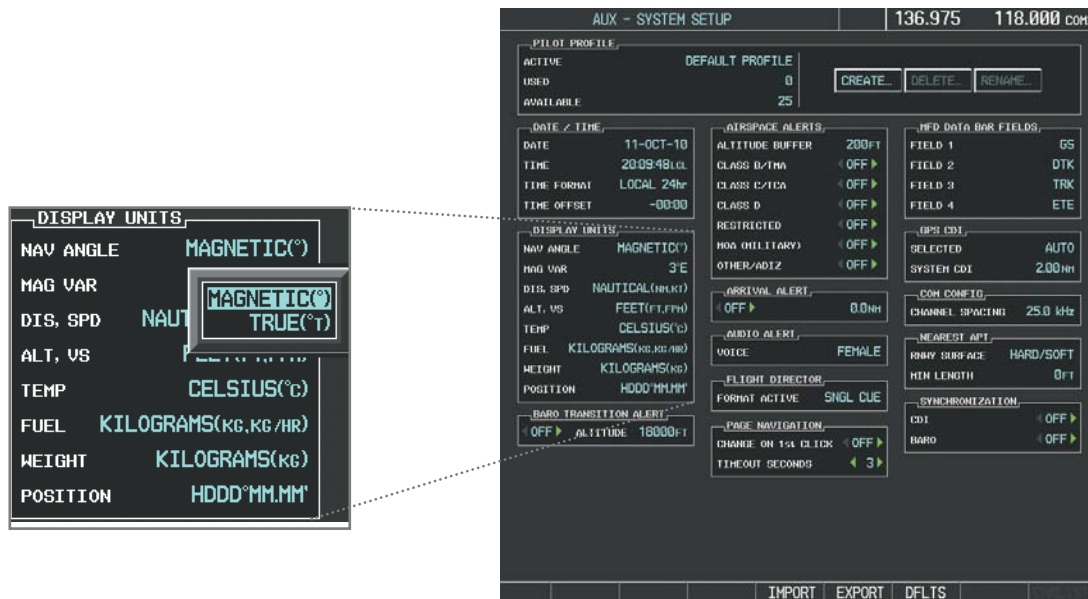 AUX - SYSTEM SETUP
136.975 118.000 COM
PILOT PROFILE
ACTIVE DEFAULT PROFILE
USED 0
AVAILABLE 25
CREATE… DELETE… RENAME…
DATE / TIME
DATE 11-OCT-10
TIME 20:09:48LCL
TIME FORMAT LOCAL 24hr
TIME OFFSET -00:00
DISPLAY UNITS
NAV ANGLE MAGNETIC(°)
MAG VAR 3°E
DIS, SPD NAUTICAL(NM,KT)
ALT, VS FEET(FT,FPM)
TEMP CELSIUS(°C)
FUEL KILOGRAMS(KG,KG/HR)
WEIGHT KILOGRAMS(KG)
POSITION HDDD°MM.MM'
BARO TRANSITION ALERT
OFF ALTITUDE 18000FT
AIRSPACE ALERTS
ALTITUDE BUFFER 200FT
CLASS B/TMA OFF
CLASS C/TCA OFF
CLASS D OFF
RESTRICTED OFF
MOA (MILITARY) OFF
OTHER/ADIZ OFF
ARRIVAL ALERT
OFF 0.0NM
AUDIO ALERT
VOICE FEMALE
FLIGHT DIRECTOR
FORMAT ACTIVE SNGL CUE
PAGE NAVIGATION
CHANGE ON 1st CLICK OFF
TIMEOUT SECONDS 3
MFD DATA BAR FIELDS
FIELD 1 GS
FIELD 2 DTK
FIELD 3 TRK
FIELD 4 ETE
GPS CDI
SELECTED AUTO
SYSTEM CDI 2.00NM
COM CONFIG
CHANNEL SPACING 25.0 kHz
NEAREST APT
RNWY SURFACE HARD/SOFT
MIN LENGTH 0FT
SYNCHRONIZATION
CDI OFF
BARO OFF
IMPORT EXPORT DFLTS
DISPLAY UNITS
NAV ANGLE MAGNETIC(°)
MAG VAR
MAGNETIC(°)
TRUE(°T)
DIS, SPD
ALT, VS
TEMP CELSIUS(°C)
FUEL KILOGRAMS(KG,KG/HR)
WEIGHT KILOGRAMS(KG)
POSITION HDDD°MM.MM'